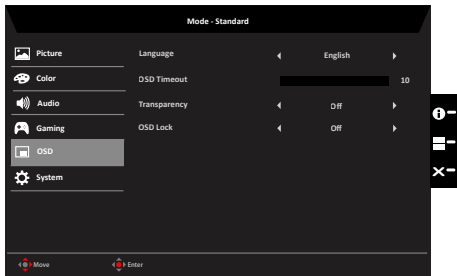 Mode - Standard
Picture
Language English
Color
OSD Timeout 10
Audio
Transparency Off
Gaming
OSD Lock Off
OSD
System
Move Enter